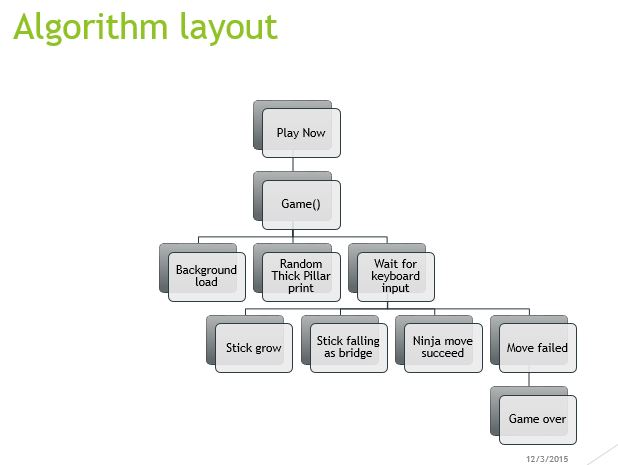 Algorithm layout
Play Now
Game()
Background
load
Random
Thick Pillar
print
Wait for
keyboard
input
Stick grow
Stick falling
as bridge
Ninja move
succeed
Move failed
Game over
12/3/2015